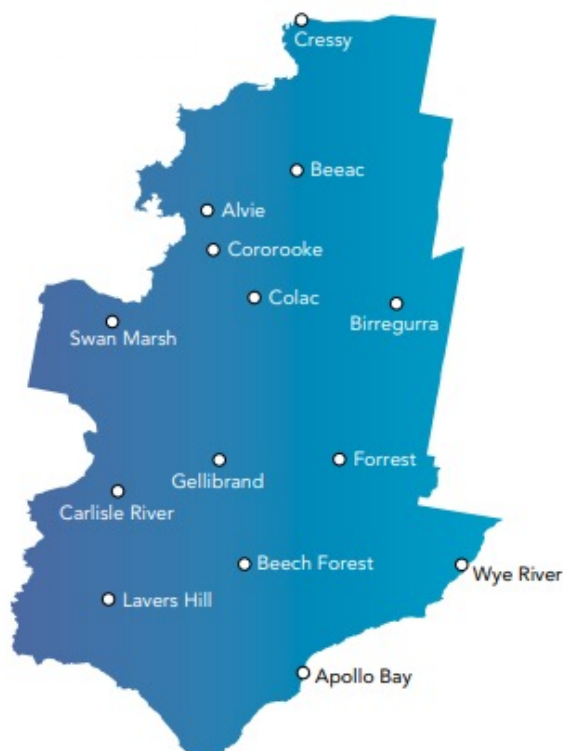 Cressy
Beeac
Alvie
Cororooke
Colac
Birregurra
Swan Marsh
Gellibrand
Forrest
Carlisle River
Beech Forest
Wye River
Lavers Hill
Apollo Bay